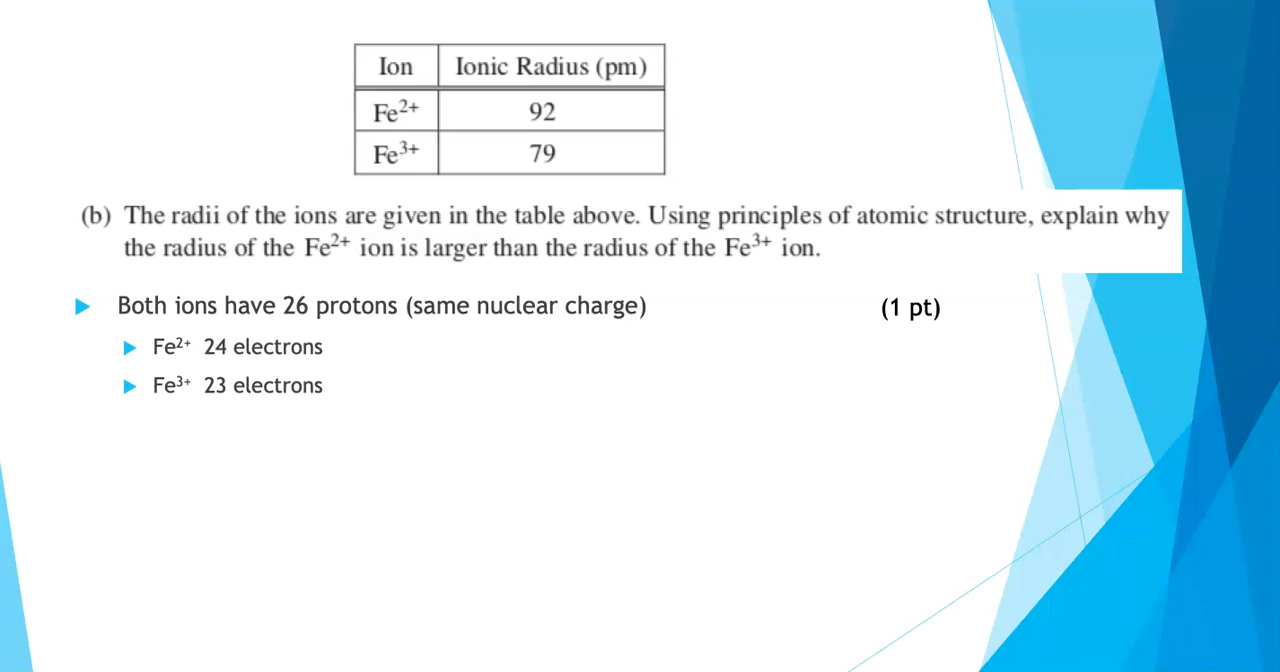 Ion Ionic Radius (pm)
Fe²⁺ 92
Fe³⁺ 79
(b) The radii of the ions are given in the table above. Using principles of atomic structure, explain why
the radius of the Fe²⁺ ion is larger than the radius of the Fe³⁺ ion.
Both ions have 26 protons (same nuclear charge) (1 pt)
Fe²⁺ 24 electrons
Fe³⁺ 23 electrons